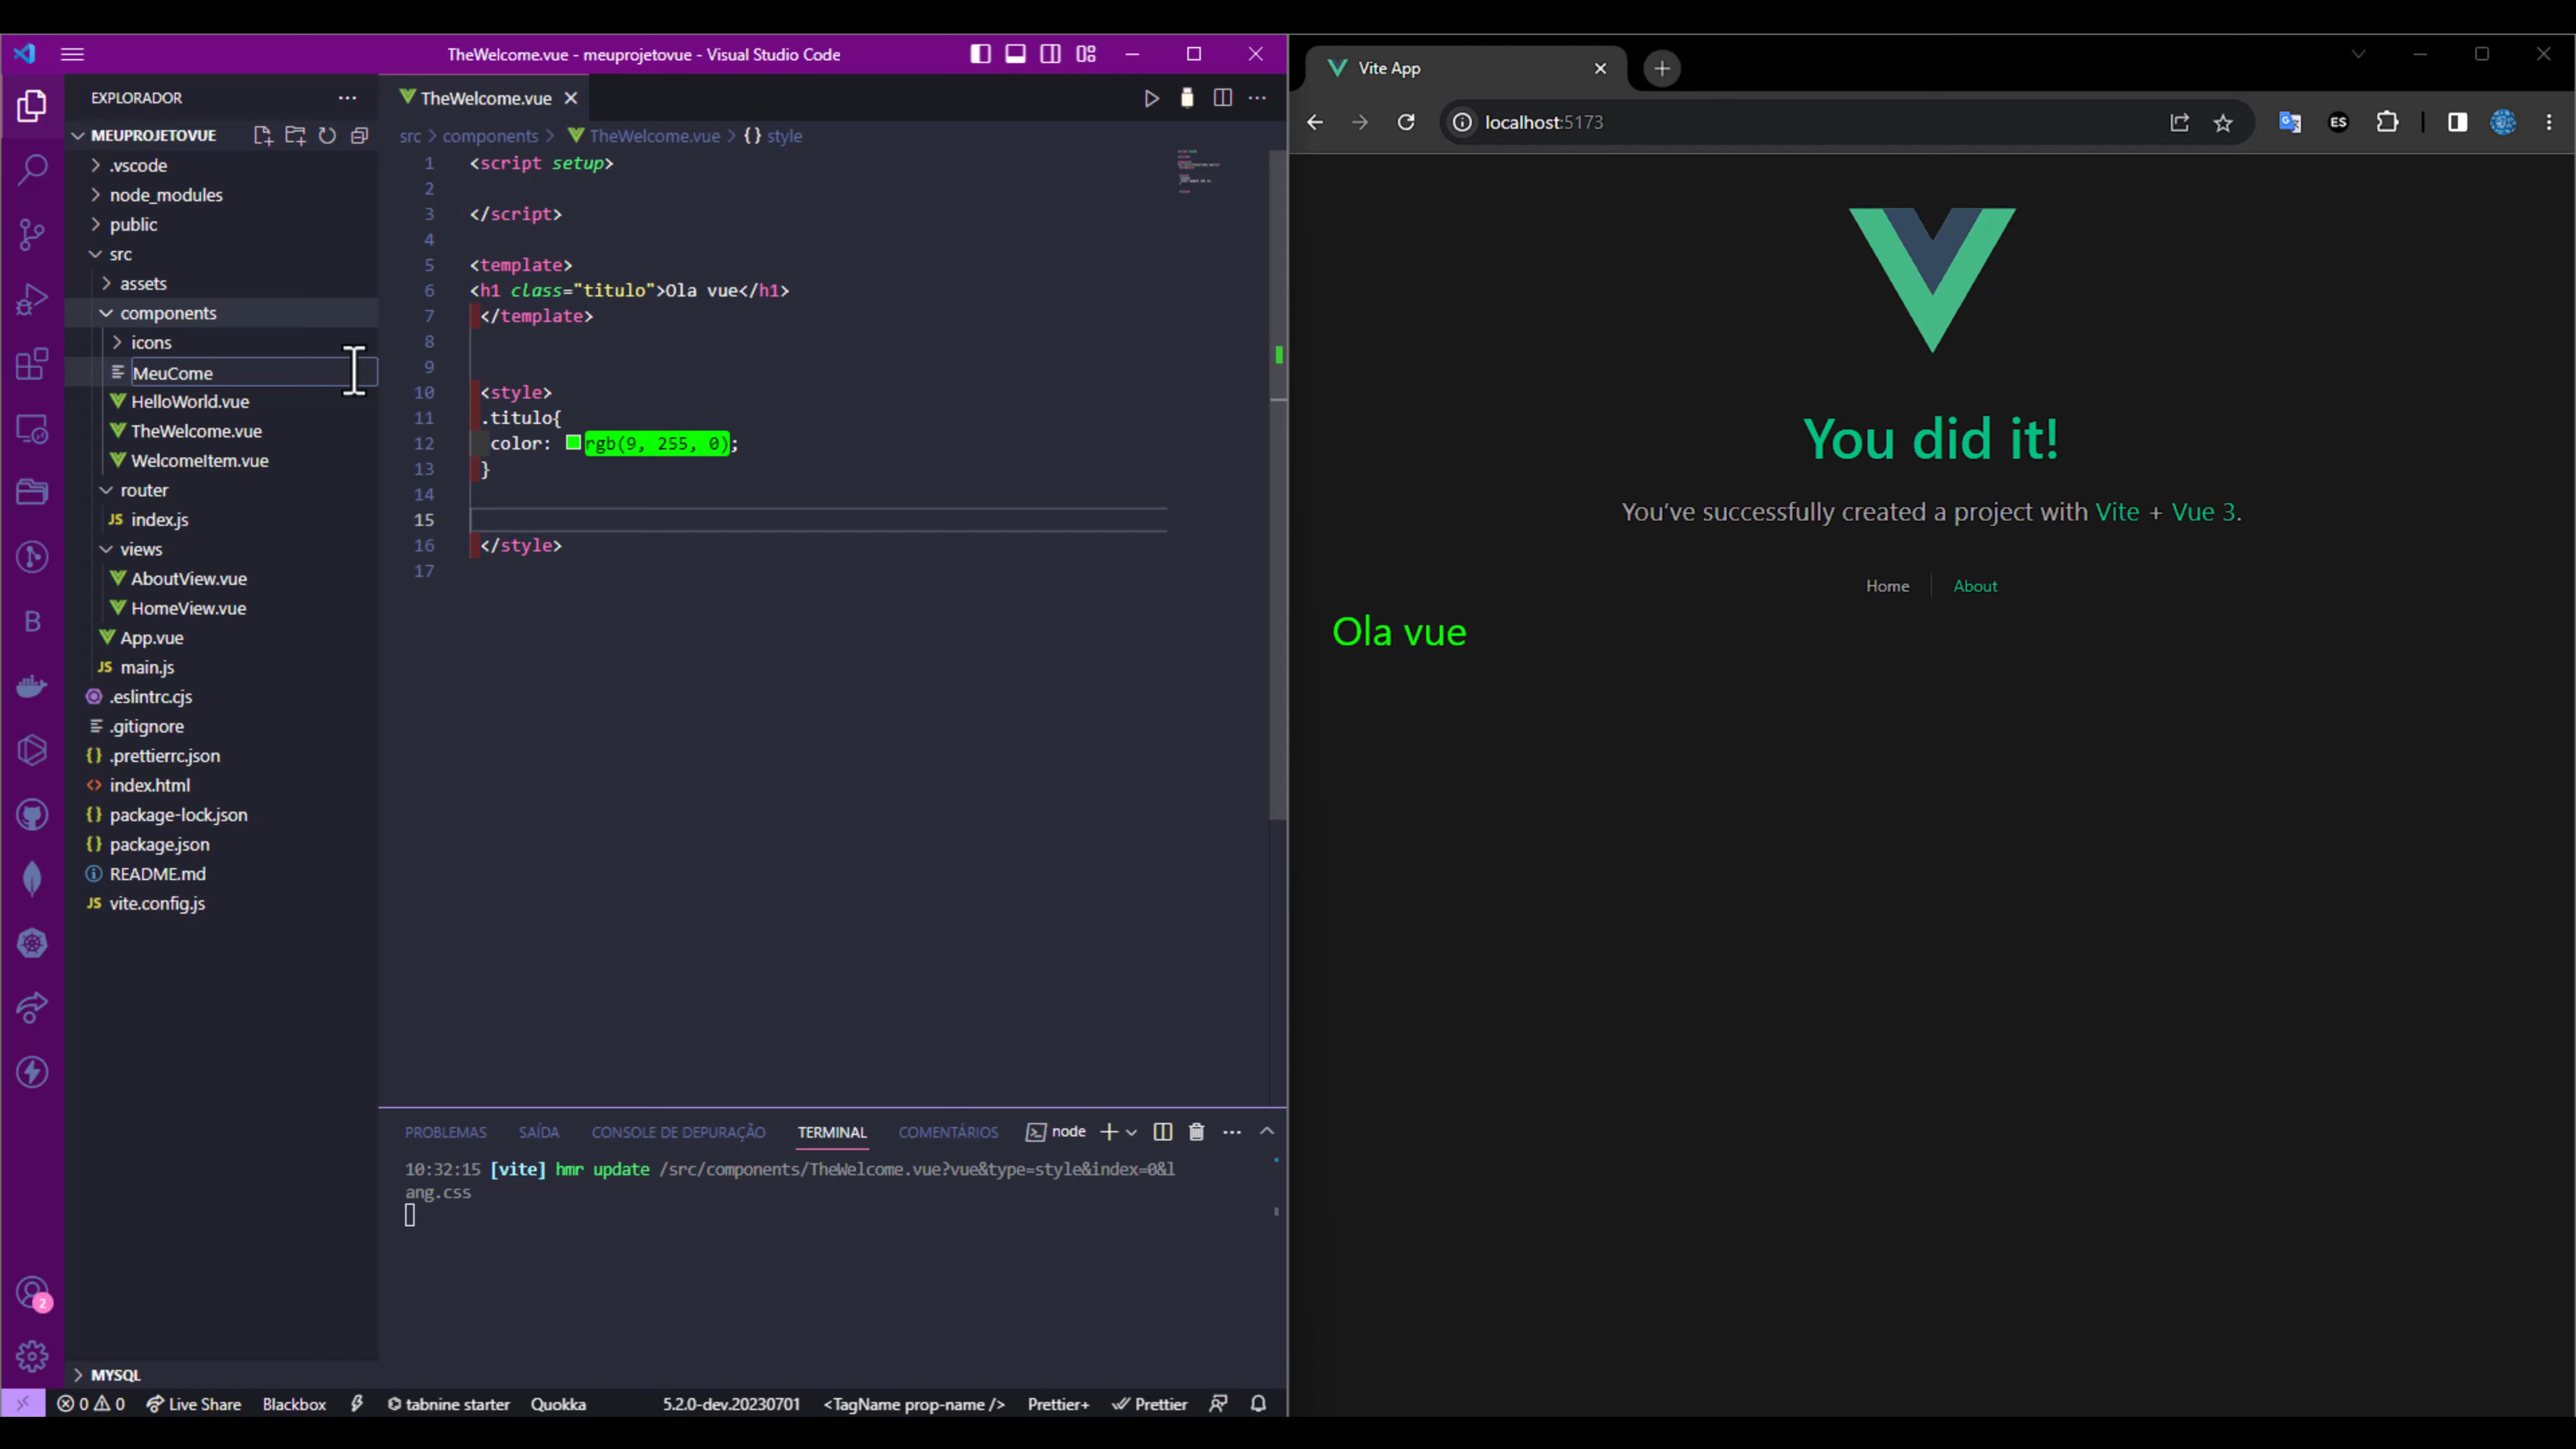 TheWelcome.vue - meuprojetovue - Visual Studio Code
EXPLORADOR
MEUPROJETOVUE
.vscode
node_modules
public
src
assets
components
icons
MeuCome
HelloWorld.vue
TheWelcome.vue
WelcomeItem.vue
router
JS index.js
views
AboutView.vue
HomeView.vue
App.vue
JS main.js
.eslintrc.cjs
.gitignore
{} .prettierrc.json
<> index.html
{} package-lock.json
{} package.json
README.md
JS vite.config.js
MYSQL
B
2
TheWelcome.vue
src > components > TheWelcome.vue > {} style
1 <script setup>
2
3 </script>
4
5 <template>
6 <h1 class="titulo">Ola vue</h1>
7 </template>
8
9
10 <style>
11 .titulo{
12 color: rgb(9, 255, 0);
13 }
14
15
16 </style>
17
PROBLEMAS SAÍDA CONSOLE DE DEPURAÇÃO TERMINAL COMENTÁRIOS node
10:32:15 [vite] hmr update /src/components/TheWelcome.vue?vue&type=style&index=0&l
ang.css
0 0 Live Share Blackbox tabnine starter Quokka 5.2.0-dev.20230701 <TagName prop-name /> Prettier+ Prettier
Vite App
localhost:5173
ES
You did it!
You've successfully created a project with Vite + Vue 3.
Home About
Ola vue